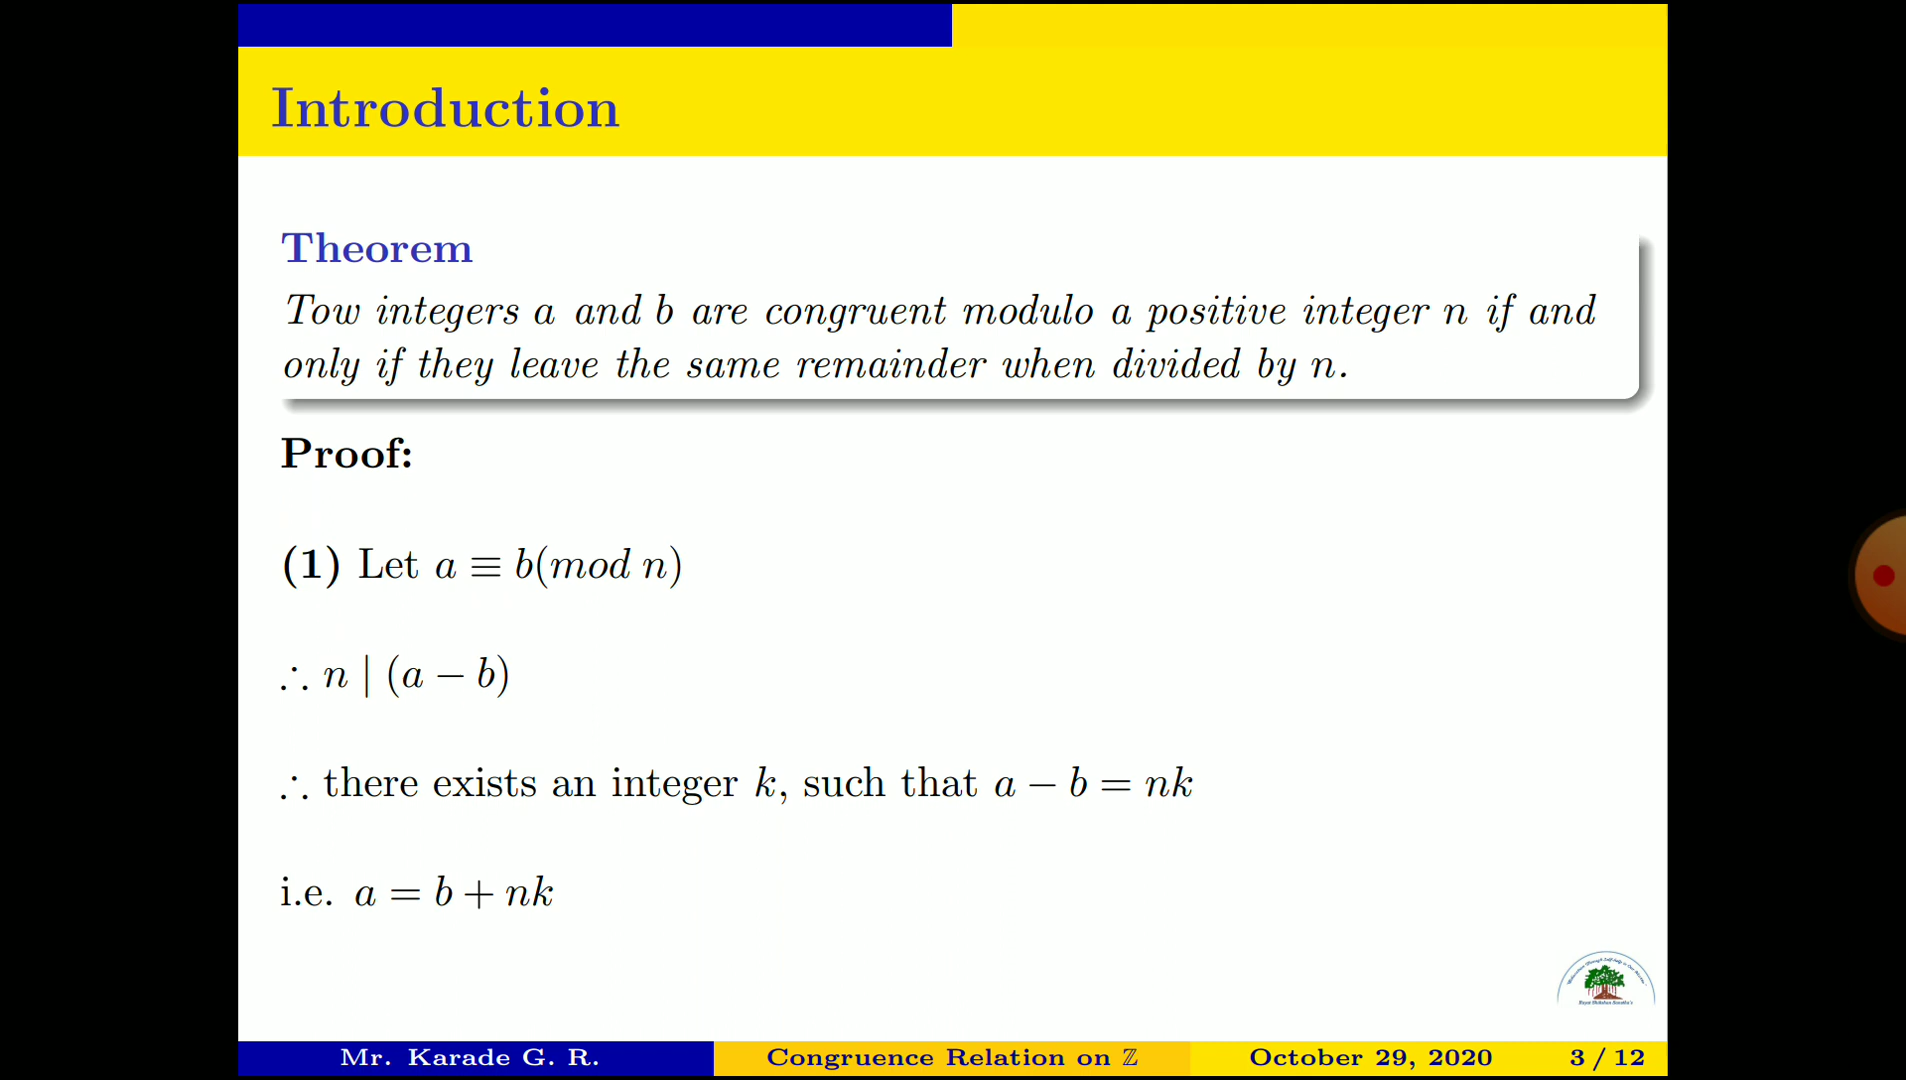 Introduction
Theorem
Tow integers a and b are congruent modulo a positive integer n if and
only if they leave the same remainder when divided by n.
Proof:
(1) Let a ≡ b(mod n)
∴ n | (a − b)
∴ there exists an integer k, such that a − b = nk
i.e. a = b + nk
Mr. Karade G. R. Congruence Relation on ℤ October 29, 2020 3 / 12